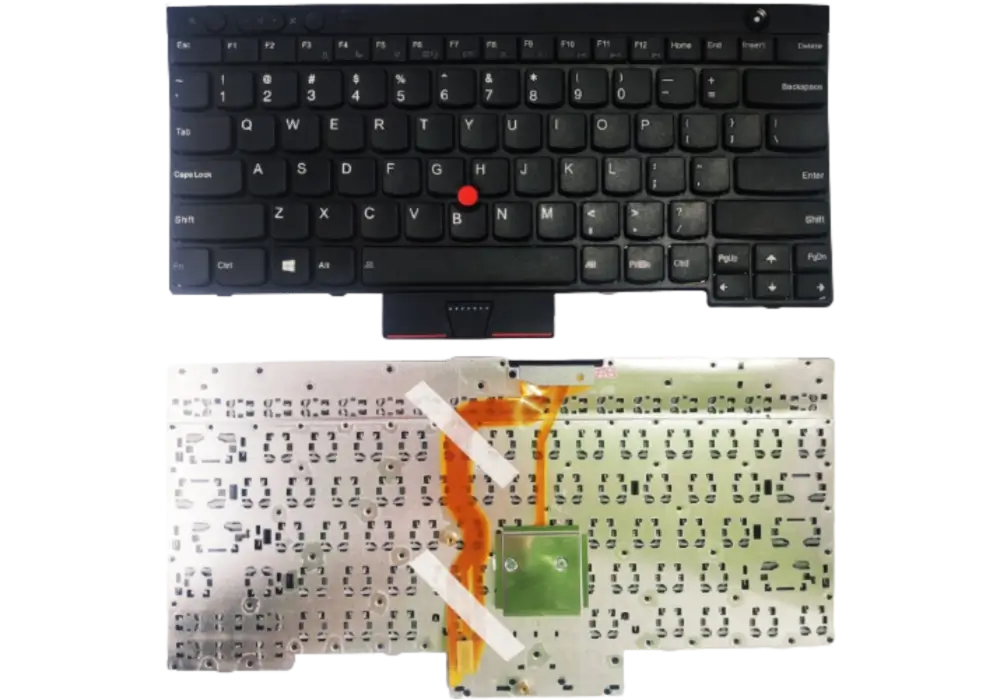 Esc F1 F2 F3 F4 F5 F6 F7 F8 F9 F10 F11 F12 Home End Insert Delete
~ ! @ # $ % ^ & * ( ) — +
` 1 2 3 4 5 6 7 8 9 0 - = Backspace
Tab Q W E R T Y U I O P { } |
[ ] \
Caps Lock A S D F G H J K L : "
; ' Enter
Shift Z X C V B N M < > ? Shift
, . /
Fn Ctrl Alt Alt PrtSc Ctrl PgUp ↑ PgDn
← ↓ →